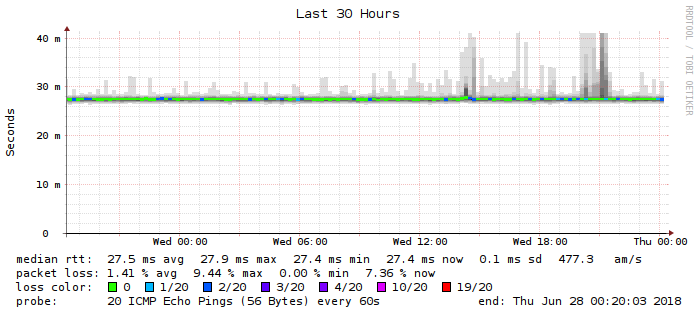 Last 30 Hours
RRDTOOL / TOBI OETIKER
Seconds
40 m
30 m
20 m
10 m
0
Wed 00:00 Wed 06:00 Wed 12:00 Wed 18:00 Thu 00:00
median rtt: 27.5 ms avg 27.9 ms max 27.4 ms min 27.4 ms now 0.1 ms sd 477.3 am/s
packet loss: 1.41 % avg 9.44 % max 0.00 % min 7.36 % now
loss color: 0 1/20 2/20 3/20 4/20 10/20 19/20
probe: 20 ICMP Echo Pings (56 Bytes) every 60s end: Thu Jun 28 00:20:03 2018